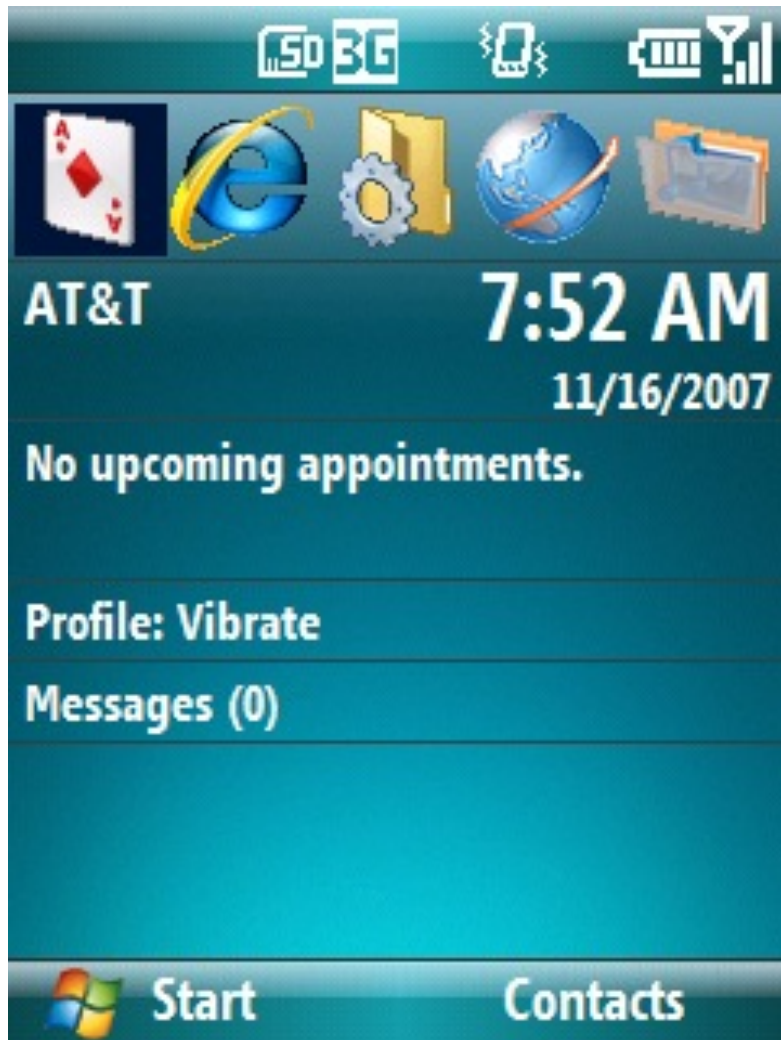 SD 3G
A
A
AT&T
7:52 AM
11/16/2007
No upcoming appointments.
Profile: Vibrate
Messages (0)
Start
Contacts